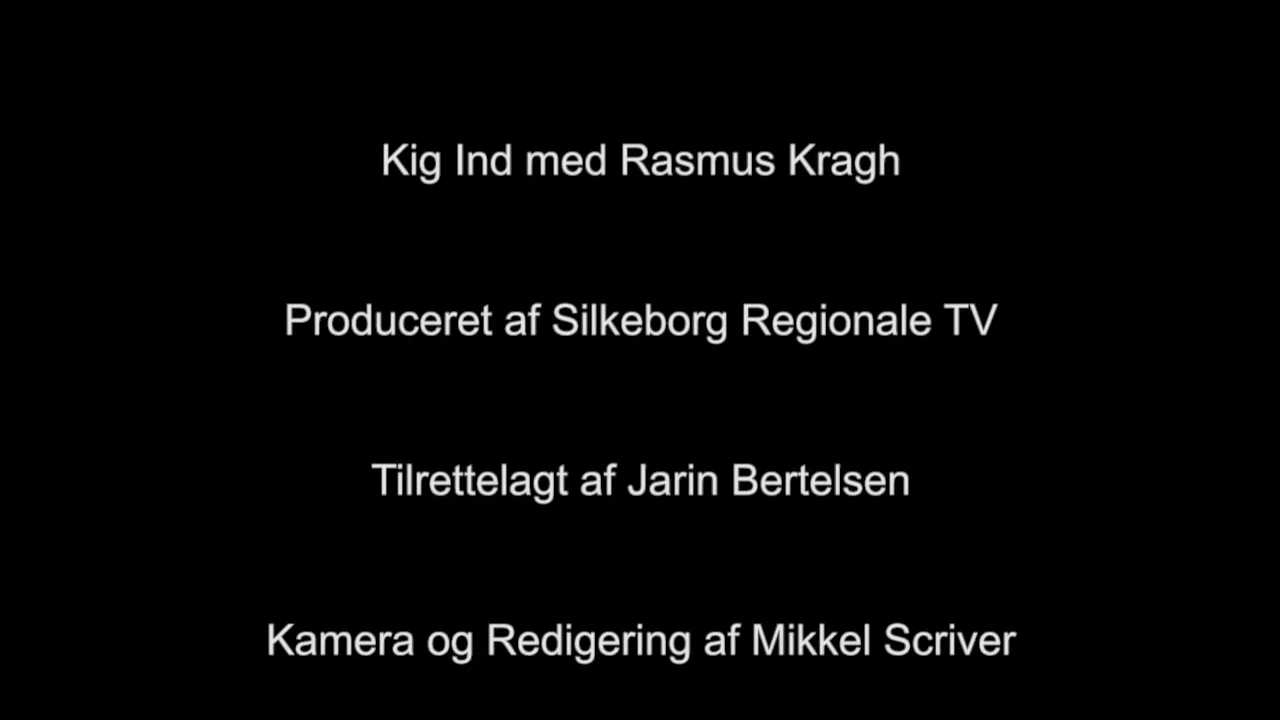 Kig Ind med Rasmus Kragh
Produceret af Silkeborg Regionale TV
Tilrettelagt af Jarin Bertelsen
Kamera og Redigering af Mikkel Scriver